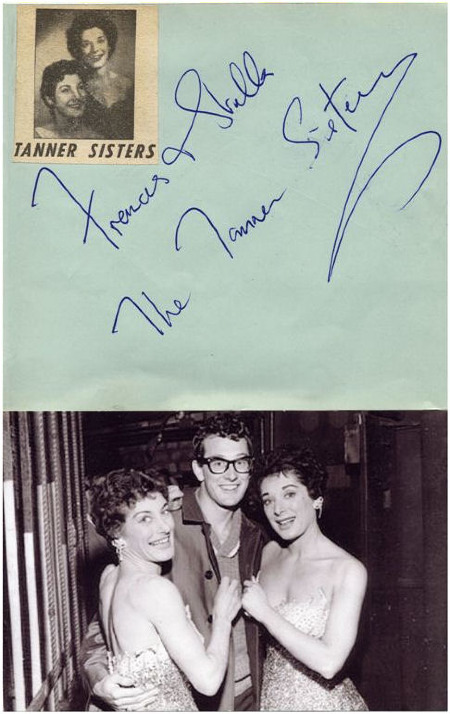 TANNER SISTERS
Frances & Stella
The Tanner Sisters